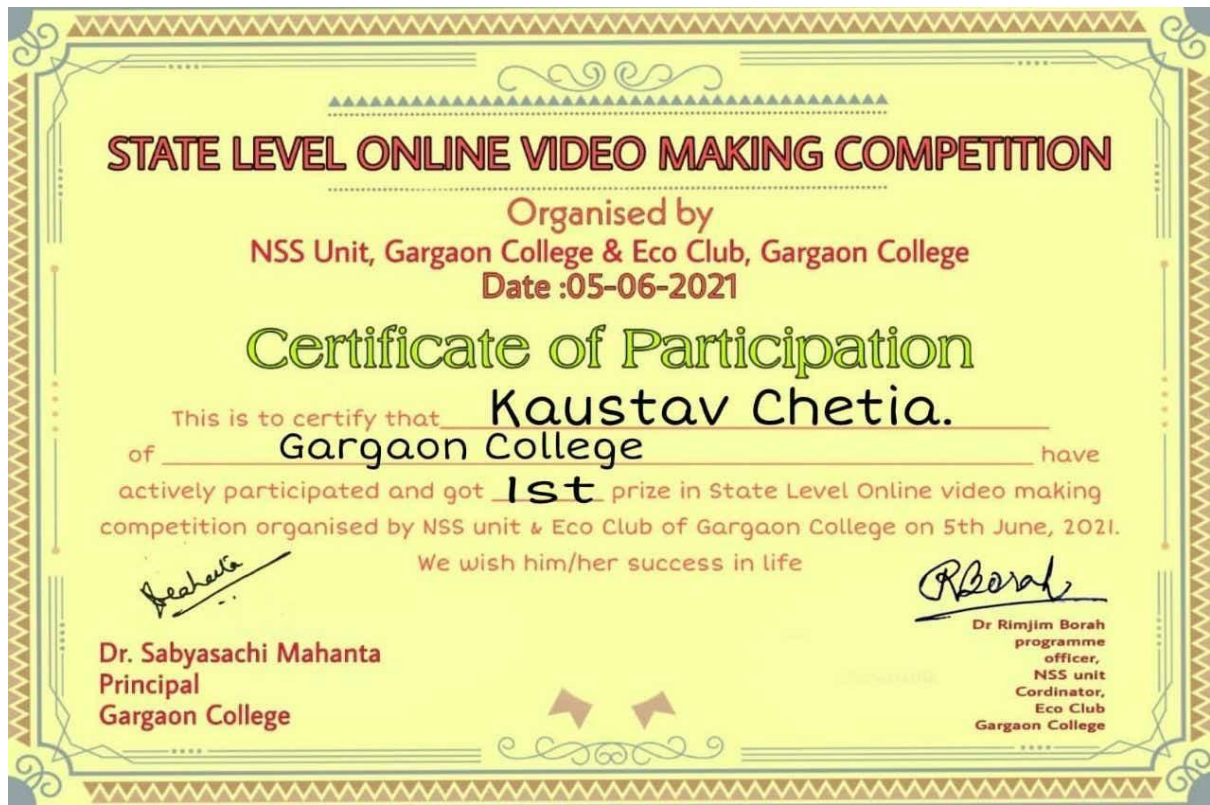 STATE LEVEL ONLINE VIDEO MAKING COMPETITION
Organised by
NSS Unit, Gargaon College & Eco Club, Gargaon College
Date :05-06-2021
Certificate of Participation
This is to certify that Kaustav Chetia.
of Gargaon College have
actively participated and got 1st prize in State Level Online video making
competition organised by NSS unit & Eco Club of Gargaon College on 5th June, 2021.
We wish him/her success in life
RBorah
Dr. Sabyasachi Mahanta
Principal
Gargaon College
Dr Rimjim Borah
programme
officer,
NSS unit
Cordinator,
Eco Club
Gargaon College